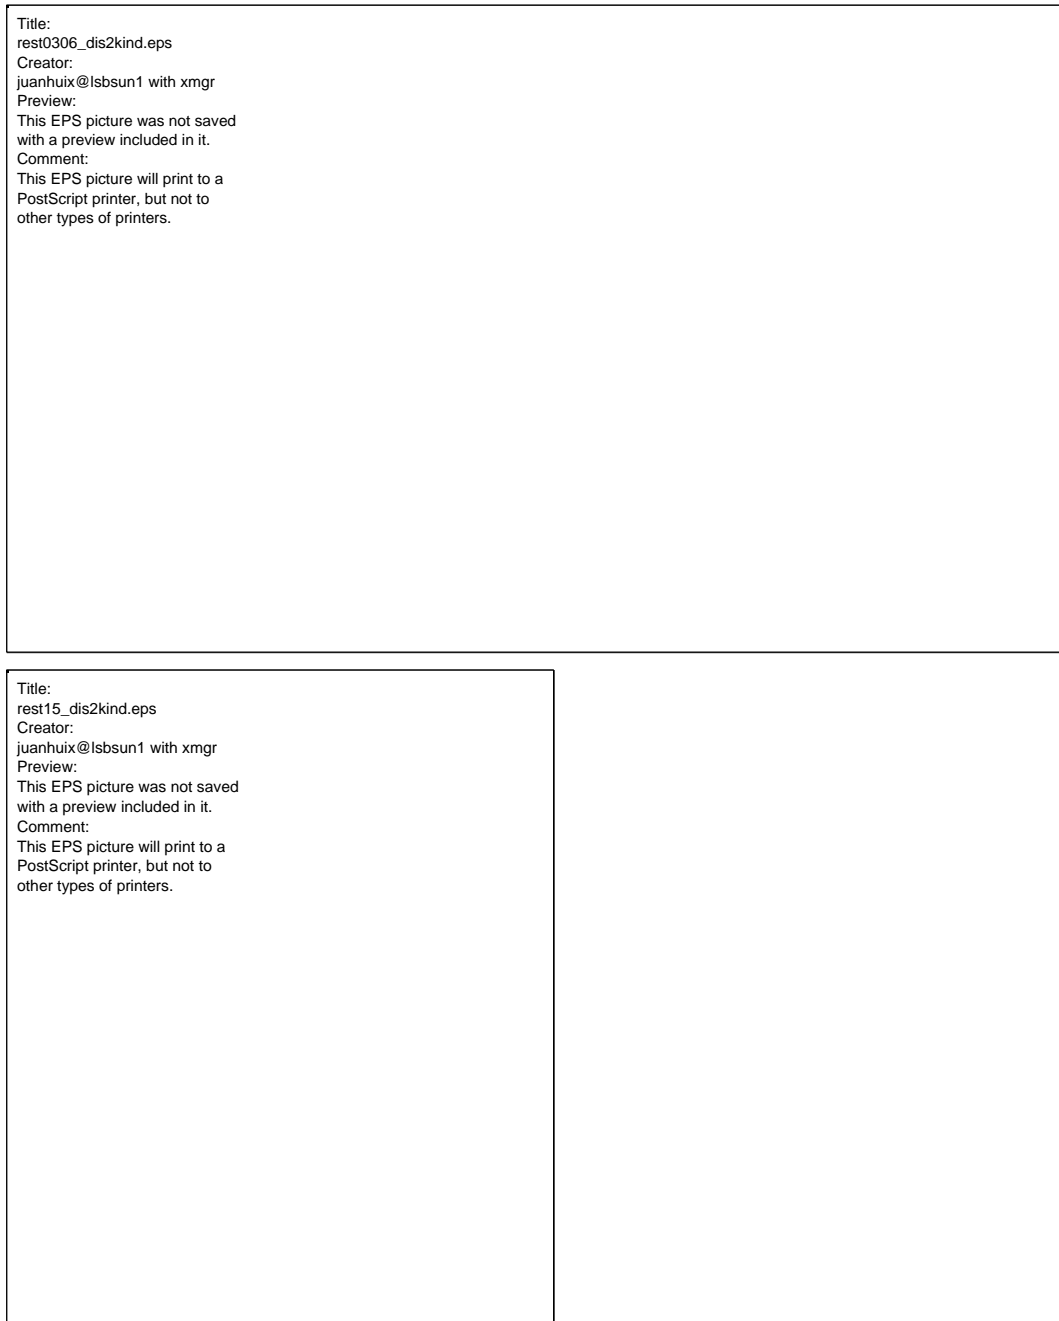 Title:
rest0306_dis2kind.eps
Creator:
juanhuix@lsbsun1 with xmgr
Preview:
This EPS picture was not saved
with a preview included in it.
Comment:
This EPS picture will print to a
PostScript printer, but not to
other types of printers.
Title:
rest15_dis2kind.eps
Creator:
juanhuix@lsbsun1 with xmgr
Preview:
This EPS picture was not saved
with a preview included in it.
Comment:
This EPS picture will print to a
PostScript printer, but not to
other types of printers.